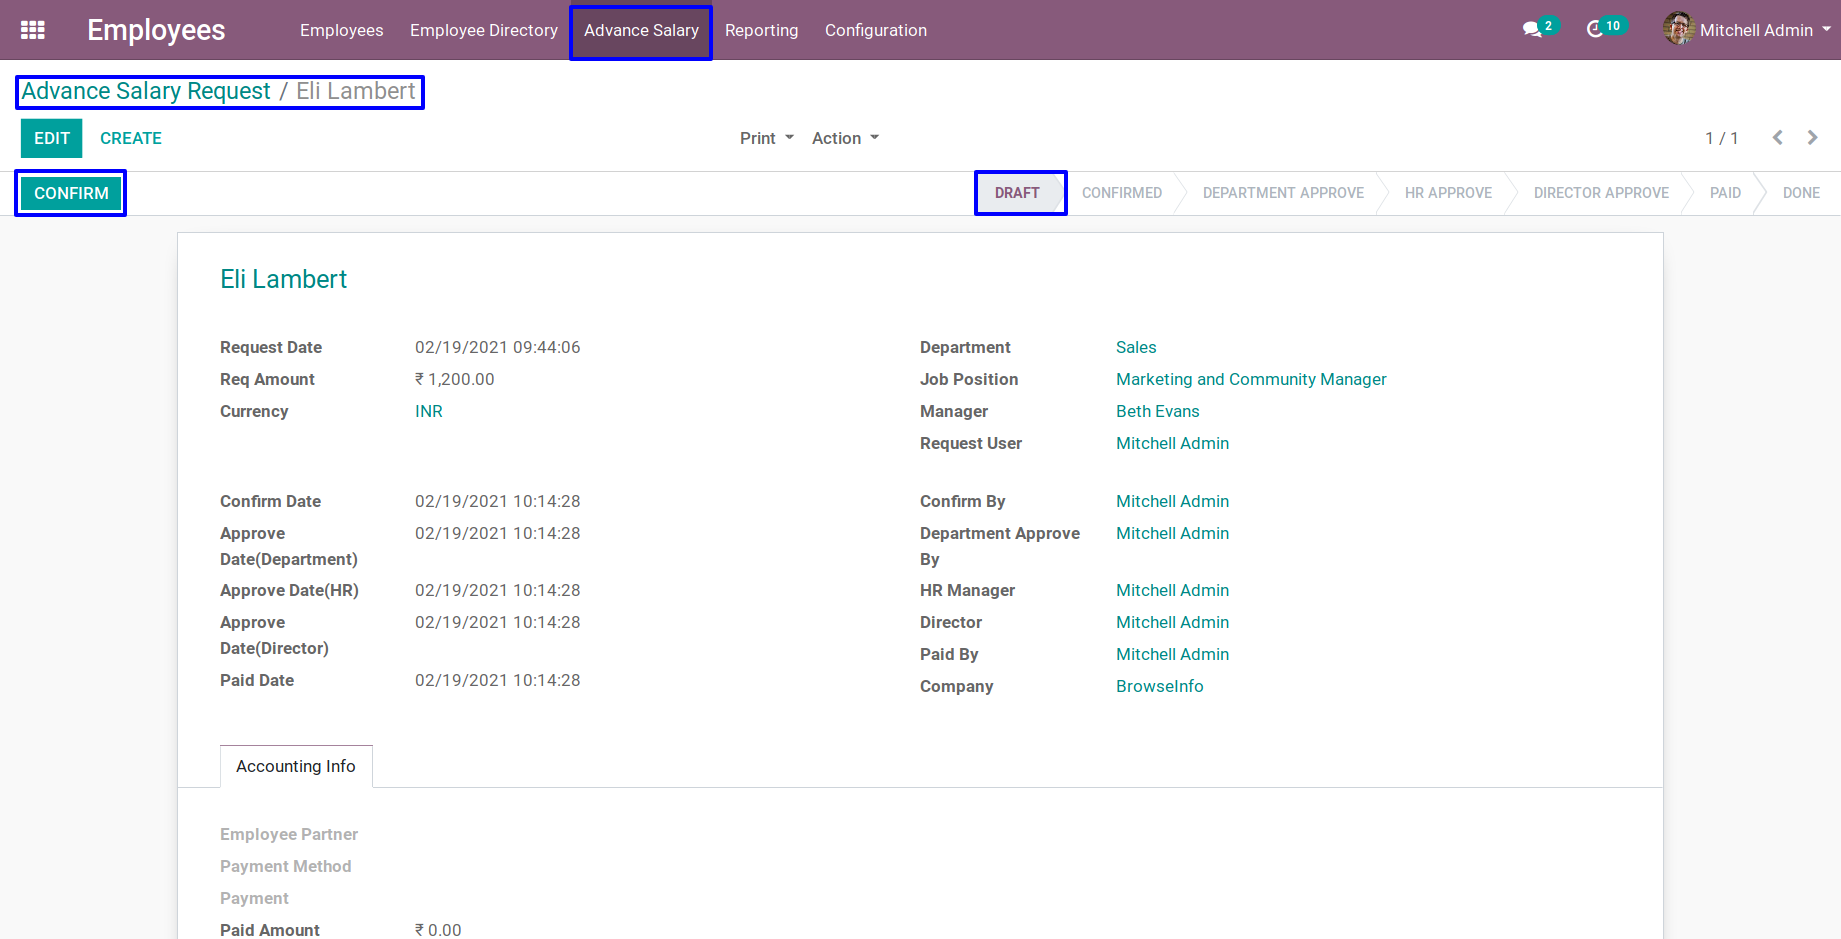 Employees Employees Employee Directory Advance Salary Reporting Configuration 2 10 Mitchell Admin
Advance Salary Request / Eli Lambert
EDIT CREATE Print Action 1 / 1
CONFIRM DRAFT CONFIRMED DEPARTMENT APPROVE HR APPROVE DIRECTOR APPROVE PAID DONE
Eli Lambert
Request Date 02/19/2021 09:44:06 Department Sales
Req Amount ₹ 1,200.00 Job Position Marketing and Community Manager
Currency INR Manager Beth Evans
Request User Mitchell Admin
Confirm Date 02/19/2021 10:14:28 Confirm By Mitchell Admin
Approve 02/19/2021 10:14:28 Department Approve Mitchell Admin
Date(Department) By
Approve Date(HR) 02/19/2021 10:14:28 HR Manager Mitchell Admin
Approve 02/19/2021 10:14:28 Director Mitchell Admin
Date(Director)
Paid By Mitchell Admin
Paid Date 02/19/2021 10:14:28 Company BrowseInfo
Accounting Info
Employee Partner
Payment Method
Payment
Paid Amount ₹ 0.00